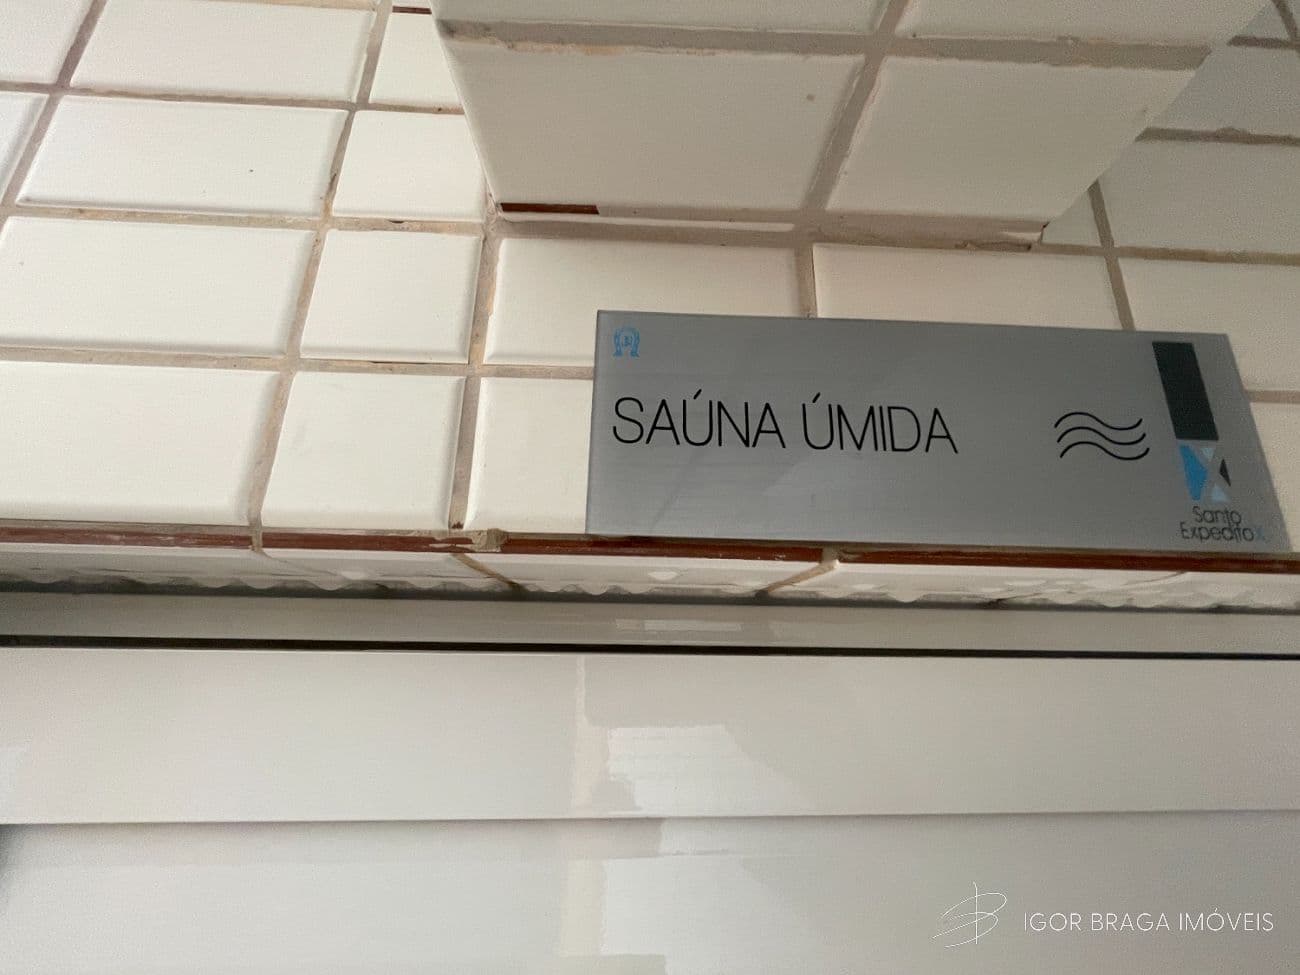 SAÚNA ÚMIDA
Santo
Expedito
IGOR BRAGA IMÓVEIS